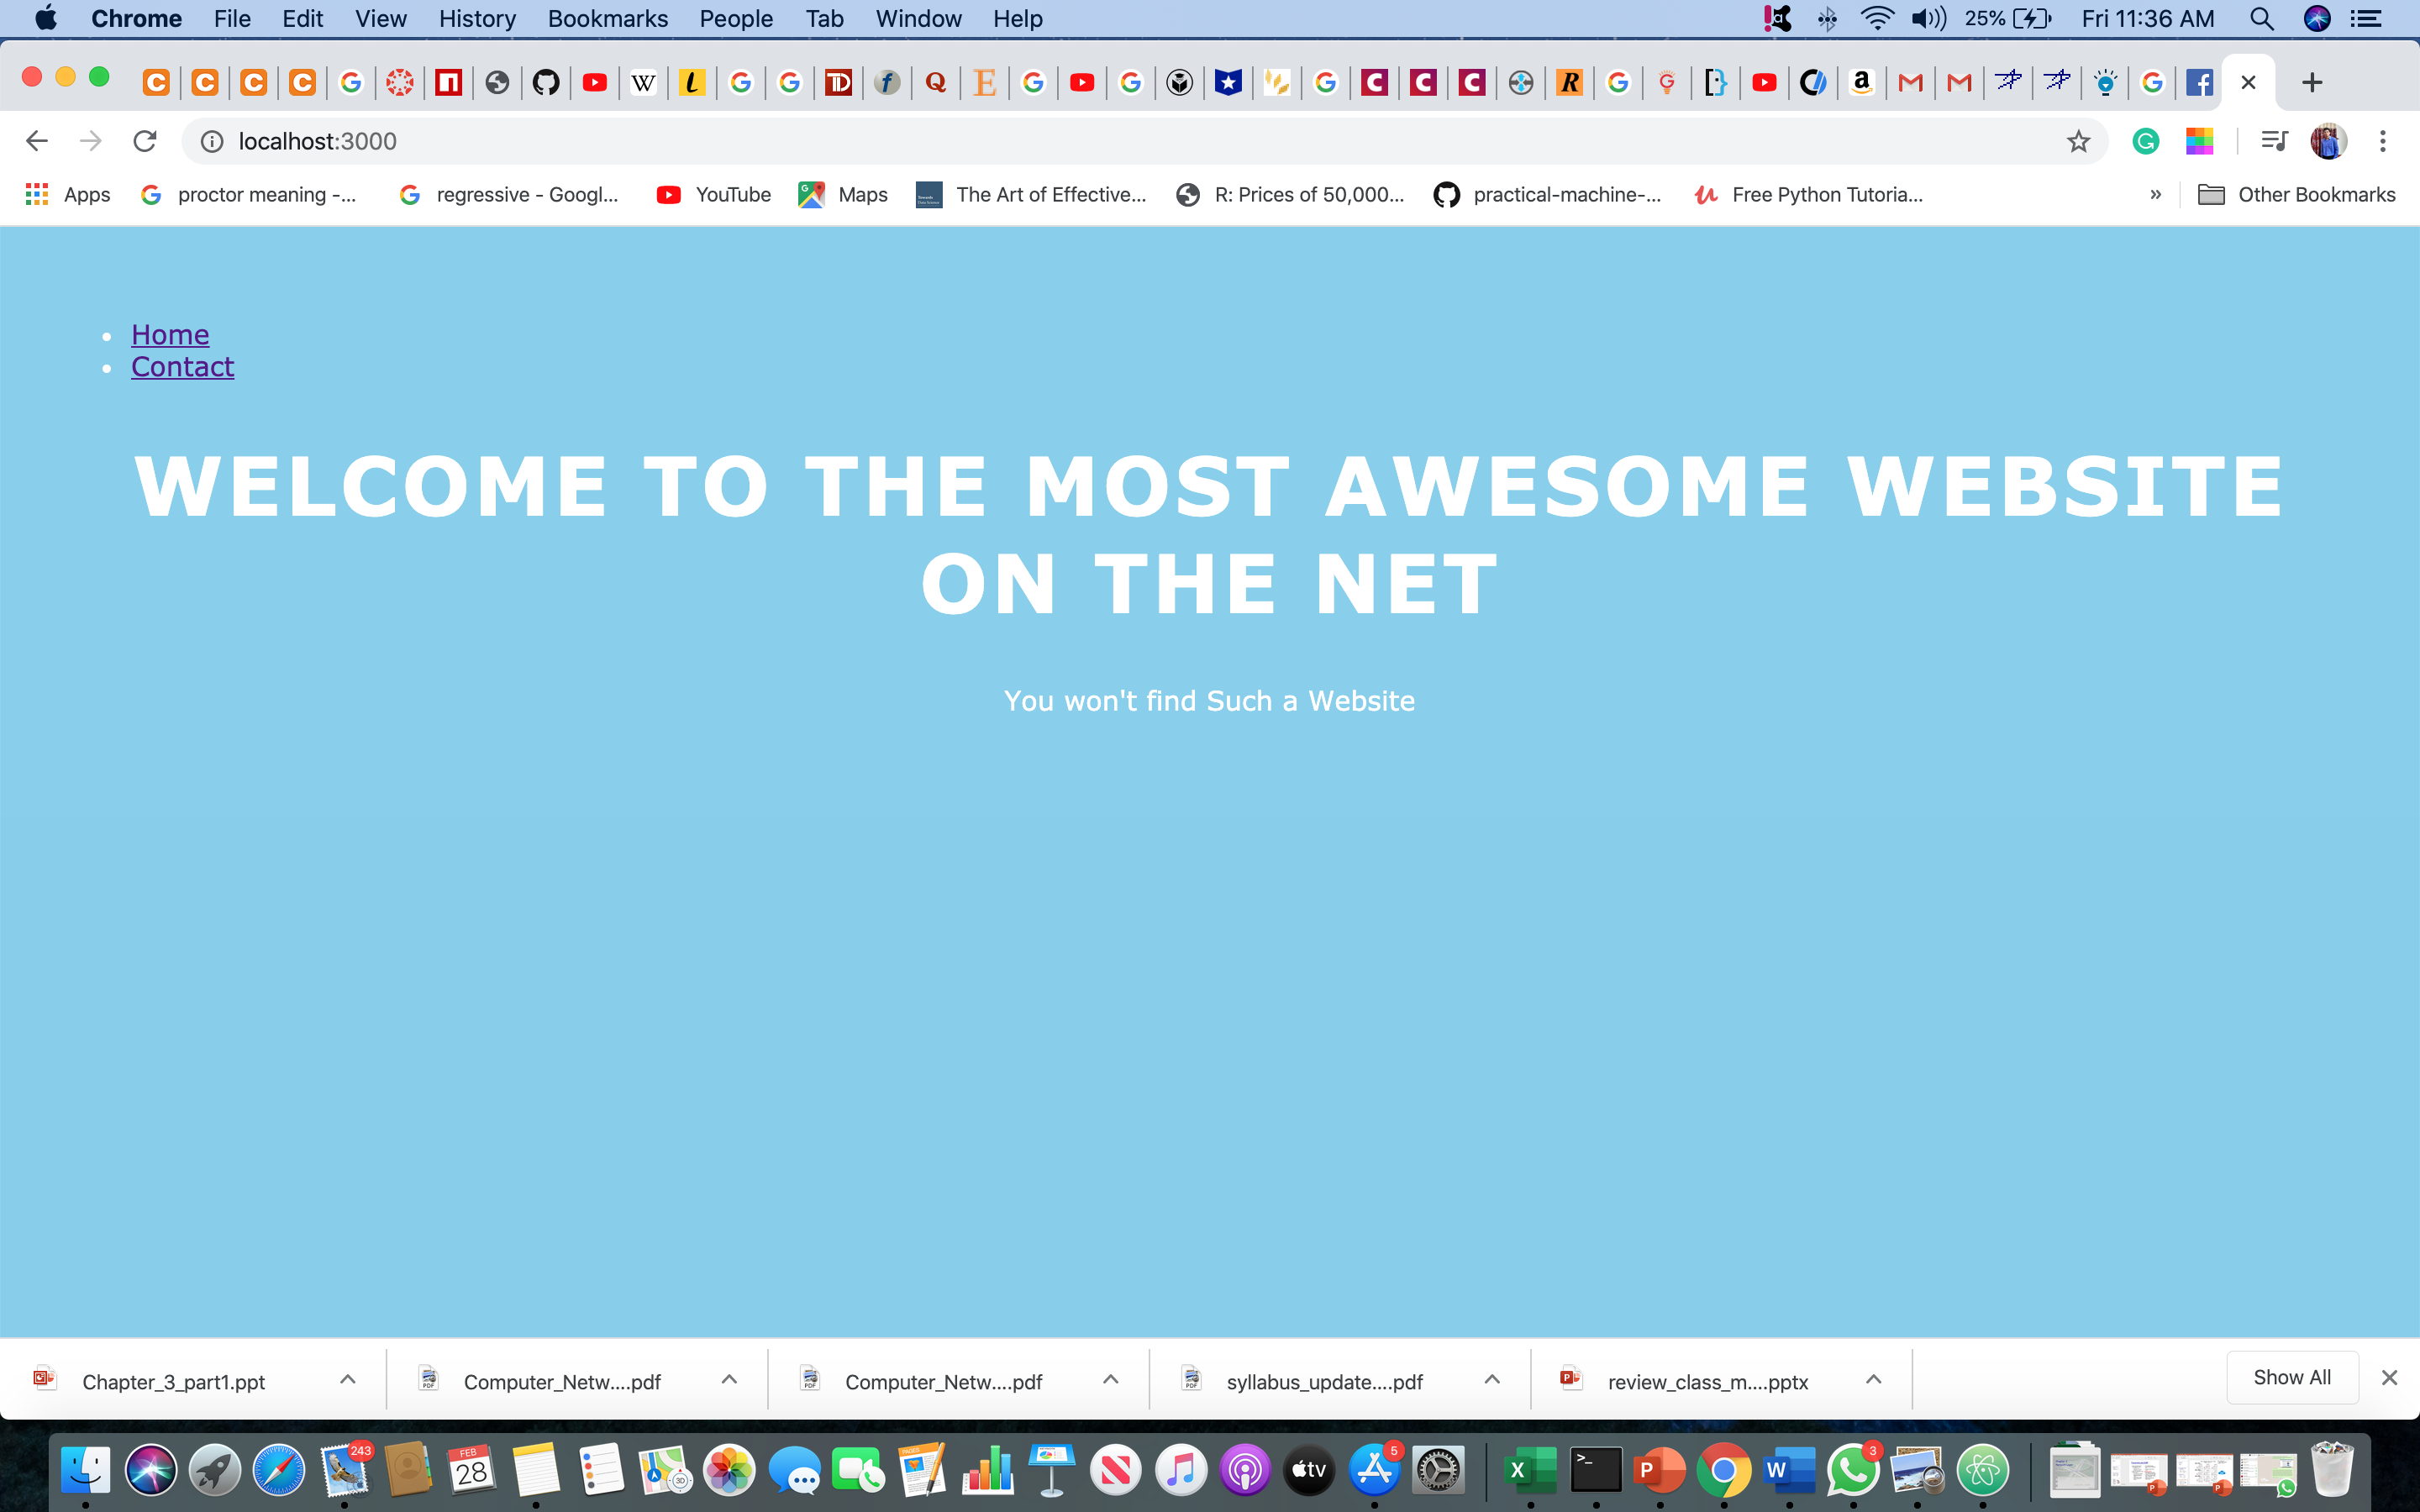 Chrome File Edit View History Bookmarks People Tab Window Help 25% Fri 11:36 AM
localhost:3000
Apps proctor meaning -... regressive - Googl... YouTube Maps The Art of Effective... R: Prices of 50,000... practical-machine-... Free Python Tutoria... » Other Bookmarks
Home
Contact
WELCOME TO THE MOST AWESOME WEBSITE
ON THE NET
You won't find Such a Website
Chapter_3_part1.ppt Computer_Netw....pdf Computer_Netw....pdf syllabus_update....pdf review_class_m....pptx Show All
243 FEB 28 PAGES 3D tv 5 X >_ P W 3